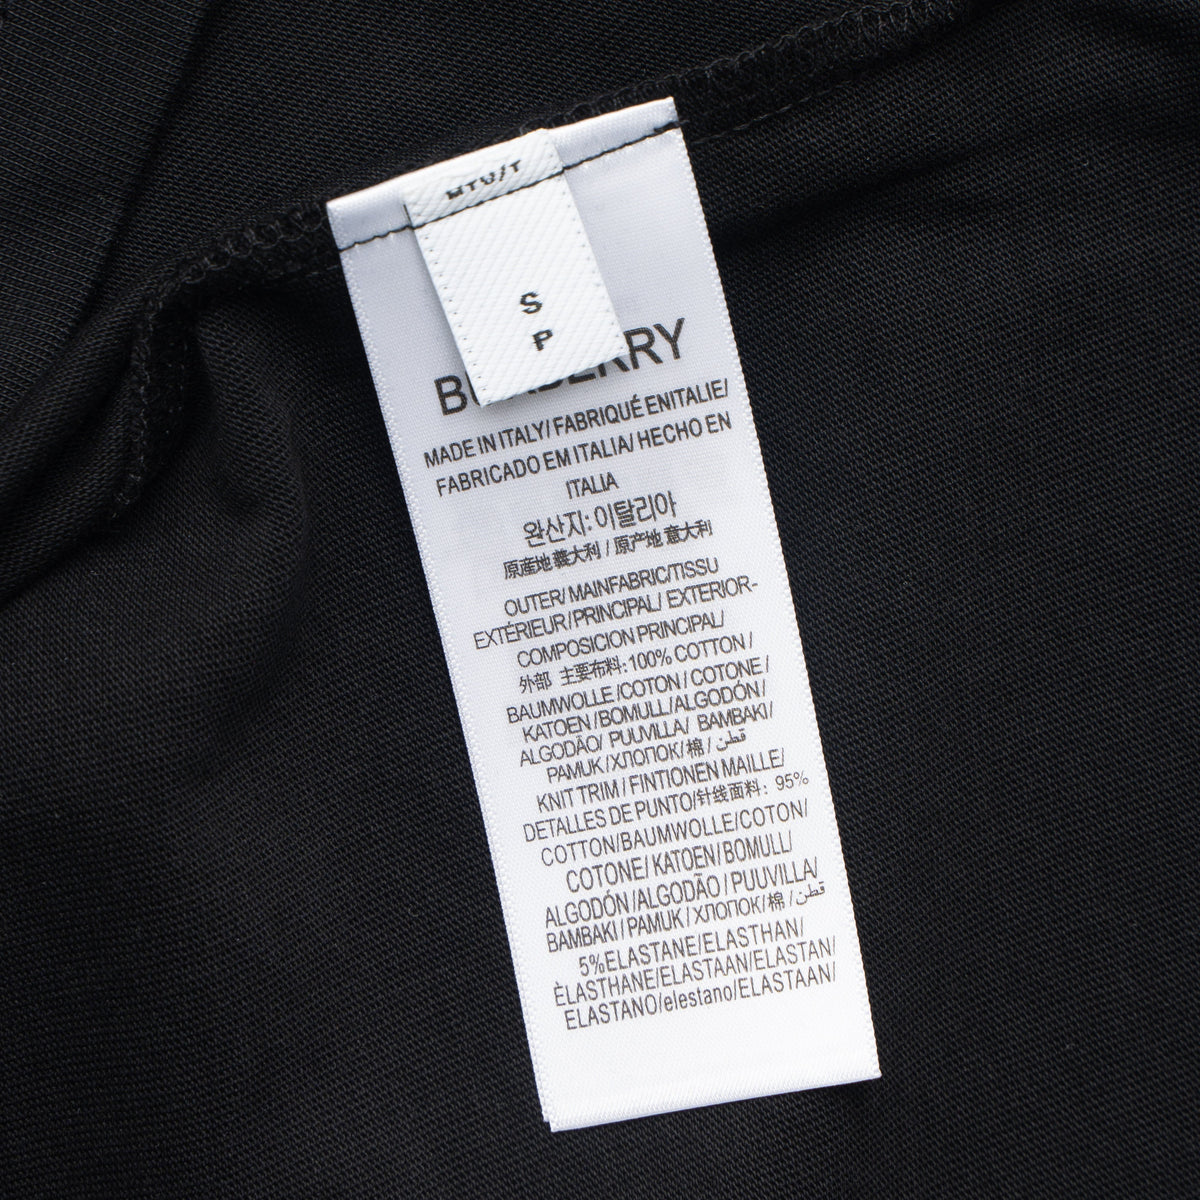 S
P
MADE IN ITALY/ FABRIQUÉ ENITALIE/
FABRICADO EM ITALIA/ HECHO EN
ITALIA
완산지: 이탈리아
原産地 義大利 / 原产地 意大利
OUTER/ MAINFABRIC/TISSU
EXTÉRIEUR/PRINCIPAL/ EXTERIOR-
COMPOSICION PRINCIPAL/
外部 主要布料:100% COTTON /
BAUMWOLLE /COTON / COTONE /
KATOEN /BOMULL/ ALGODÓN/
ALGODÃO/ PUUVILLA/ BAMBAKI/
PAMUK /ХЛОПОК/ 棉 / قطن
KNIT TRIM / FINTIONEN MAILLE/
DETALLES DE PUNTO/针线面料: 95%
COTTON/BAUMWOLLE/COTON/
COTONE/ KATOEN/ BOMULL/
ALGODÓN /ALGODÃO / PUUVILLA/
BAMBAKI / PAMUK / ХЛОПОК/ 棉 / قطن
5%ELASTANE/ELASTHAN/
ÈLASTHANE/ELASTAAN/ELASTAN/
ELASTANO/elestano/ELASTAAN/